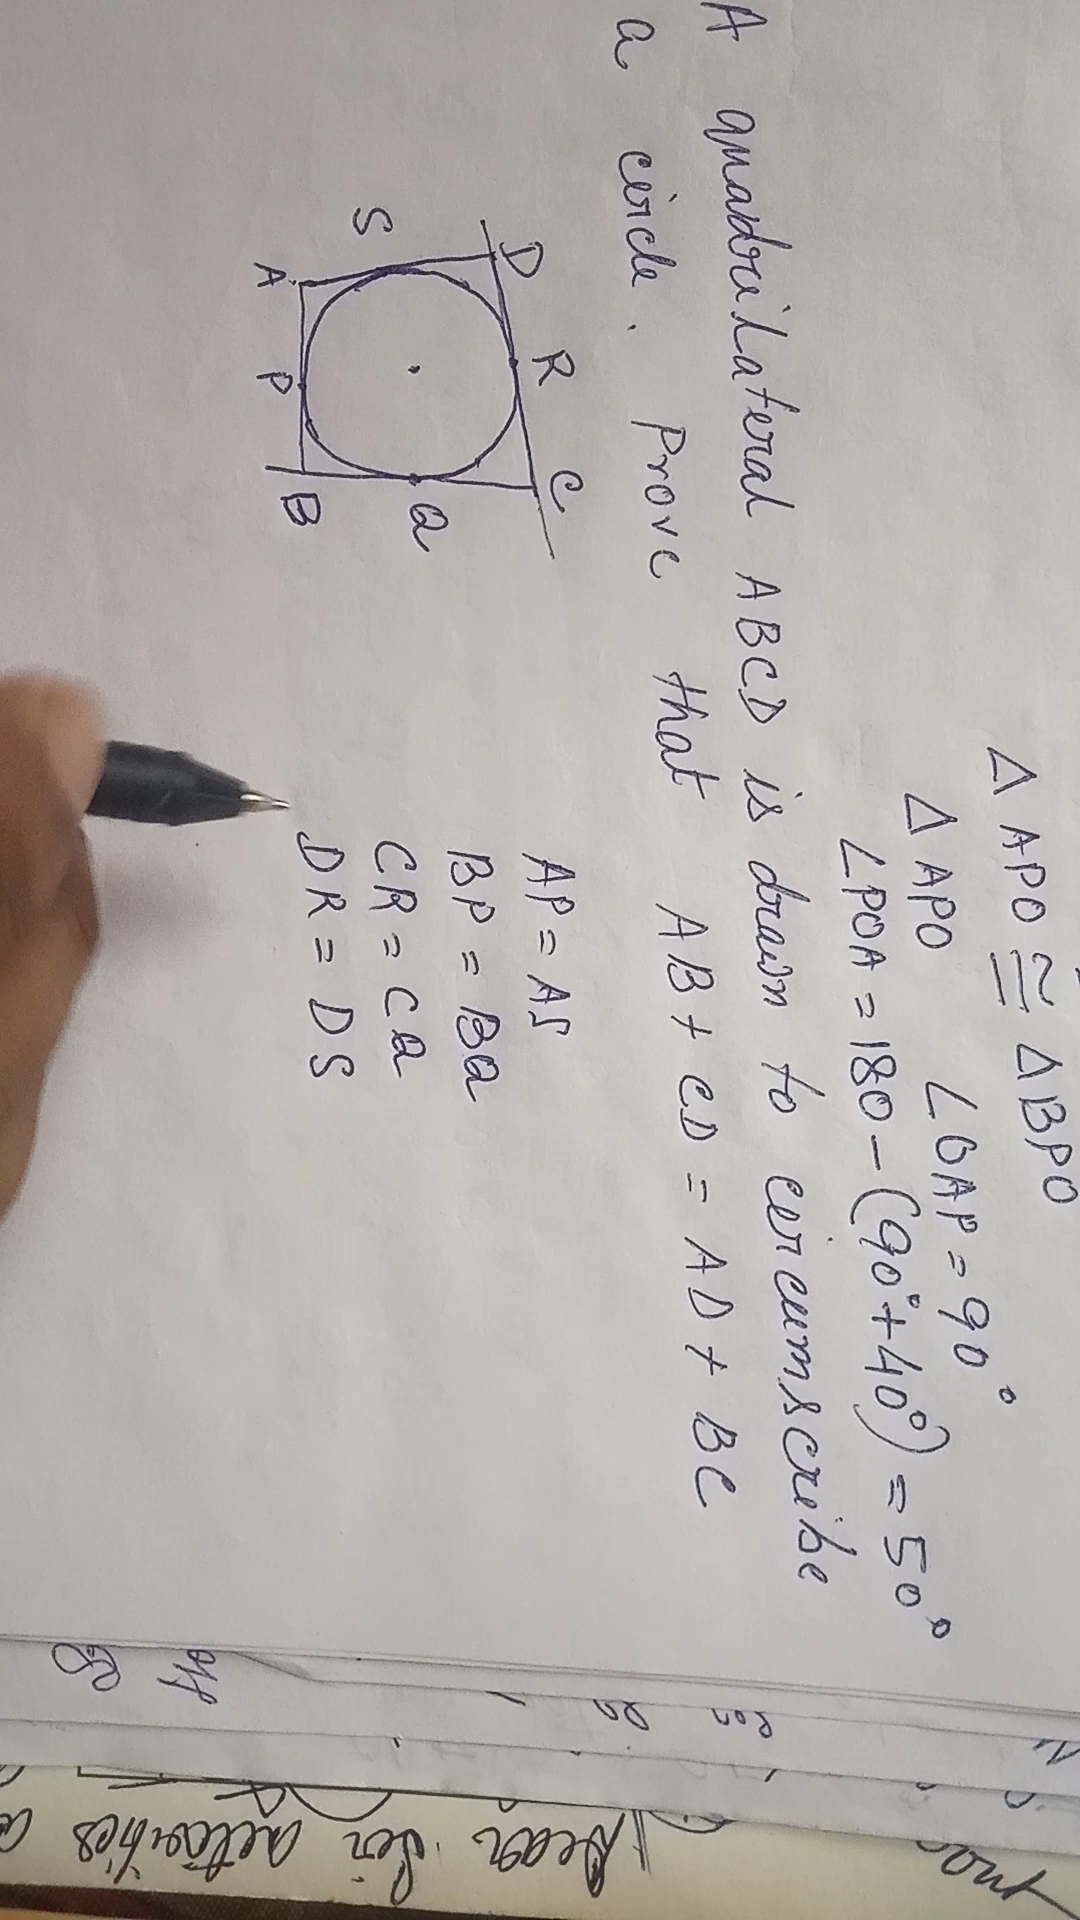 △ APO ≅ △ BPO
△ APO ∠OAP = 90°
∠POA = 180 - (90° + 40°) = 50°
A quadrilateral ABCD is drawn to circumscribe
a circle. Prove that AB + CD = AD + BC
D R C
S Q
A P B
AP = AS
BP = BQ
CR = CQ
DR = DS